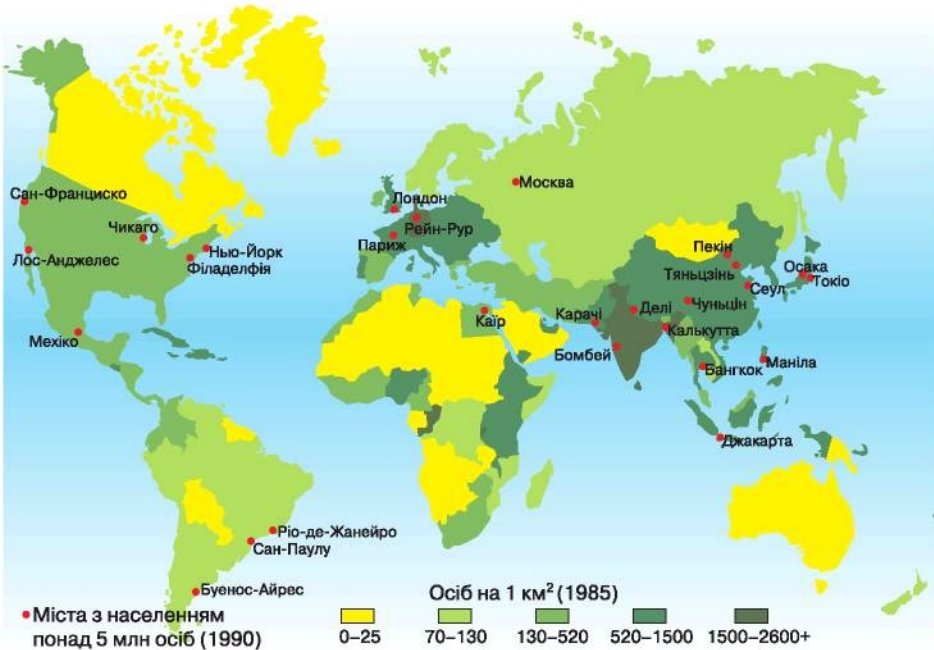 Сан-Франциско
Чикаго
Лос-Анджелес
Нью-Йорк
Філаделфія
Мехіко
Ріо-де-Жанейро
Сан-Паулу
Буенос-Айрес
Москва
Лондон
Рейн-Рур
Париж
Каїр
Пекін
Тяньцзінь
Осака
Токіо
Сеул
Чуньцін
Делі
Карачі
Калькутта
Бомбей
Бангкок
Маніла
Джакарта
Міста з населенням
понад 5 млн осіб (1990)
Осіб на 1 км² (1985)
0–25
70–130
130–520
520–1500
1500–2600+